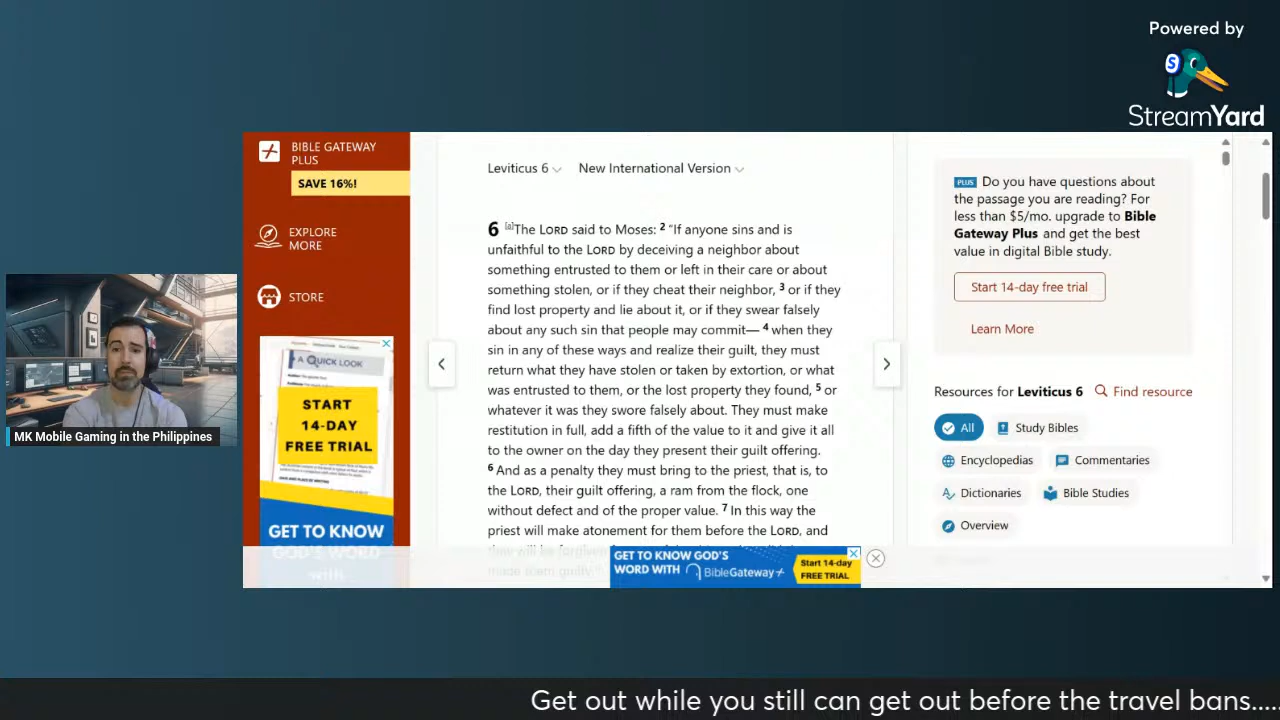 Powered by
S
StreamYard
BIBLE GATEWAY
PLUS
SAVE 16%!
EXPLORE
MORE
STORE
A QUICK LOOK
START
14-DAY
FREE TRIAL
GET TO KNOW
GOD'S WORD
with
Leviticus 6
New International Version
6 [a]The LORD said to Moses: 2 “If anyone sins and is
unfaithful to the LORD by deceiving a neighbor about
something entrusted to them or left in their care or about
something stolen, or if they cheat their neighbor, 3 or if they
find lost property and lie about it, or if they swear falsely
about any such sin that people may commit— 4 when they
sin in any of these ways and realize their guilt, they must
return what they have stolen or taken by extortion, or what
was entrusted to them, or the lost property they found, 5 or
whatever it was they swore falsely about. They must make
restitution in full, add a fifth of the value to it and give it all
to the owner on the day they present their guilt offering.
6 And as a penalty they must bring to the priest, that is, to
the LORD, their guilt offering, a ram from the flock, one
without defect and of the proper value. 7 In this way the
priest will make atonement for them before the LORD, and
they will be forgiven
made them guilty.”
GET TO KNOW GOD'S
WORD WITH BibleGateway+
Start 14-day
FREE TRIAL
PLUS Do you have questions about
the passage you are reading? For
less than $5/mo. upgrade to Bible
Gateway Plus and get the best
value in digital Bible study.
Start 14-day free trial
Learn More
Resources for Leviticus 6
Find resource
All
Study Bibles
Encyclopedias
Commentaries
Dictionaries
Bible Studies
Overview
MK Mobile Gaming in the Philippines
Get out while you still can get out before the travel bans.....